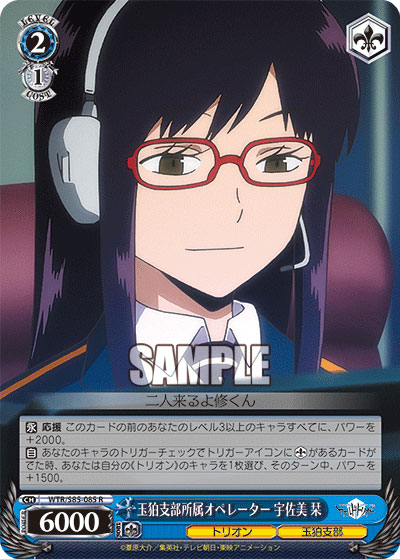 LEVEL
2
1
COST
SAMPLE
二人来るよ修くん
永 応援 このカードの前のあなたのレベル3以上のキャラすべてに、パワーを
+2000。
自 あなたのキャラのトリガーチェックでトリガーアイコンに があるカードが
でた時、あなたは自分の《トリオン》のキャラを1枚選び、そのターン中、パワーを
+1500。
CH WTR/S85-085 R
玉狛支部所属オペレーター 宇佐美 栞
POWER
6000
トリオン
玉狛支部
©葦原大介／集英社・テレビ朝日・東映アニメーション